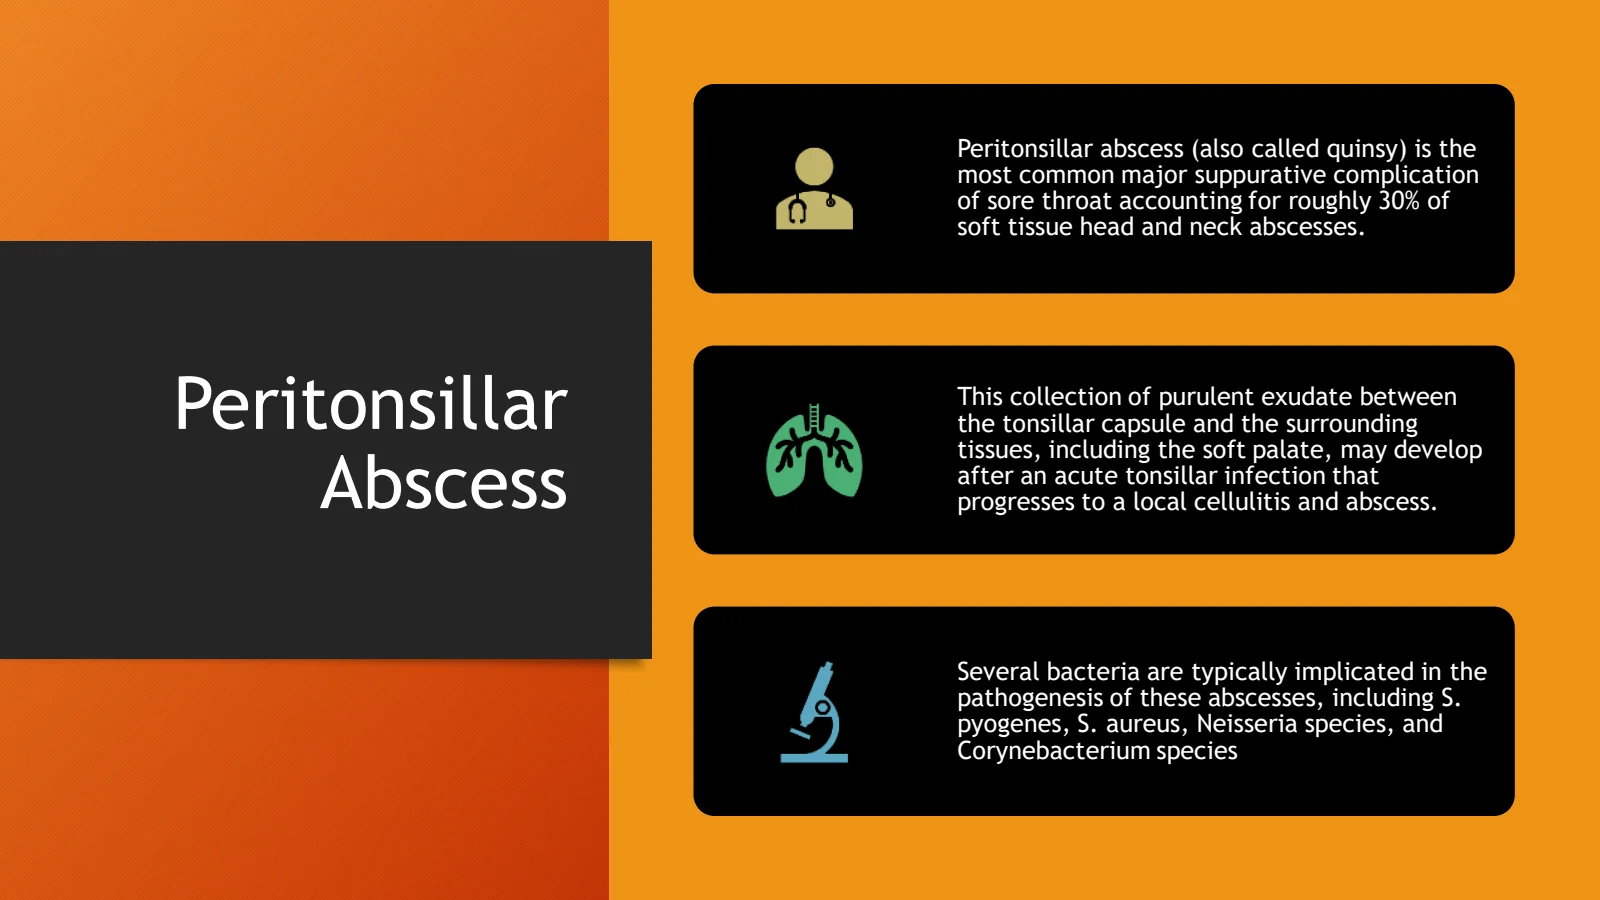 Peritonsillar
Abscess
Peritonsillar abscess (also called quinsy) is the
most common major suppurative complication
of sore throat accounting for roughly 30% of
soft tissue head and neck abscesses.
This collection of purulent exudate between
the tonsillar capsule and the surrounding
tissues, including the soft palate, may develop
after an acute tonsillar infection that
progresses to a local cellulitis and abscess.
Several bacteria are typically implicated in the
pathogenesis of these abscesses, including S.
pyogenes, S. aureus, Neisseria species, and
Corynebacterium species